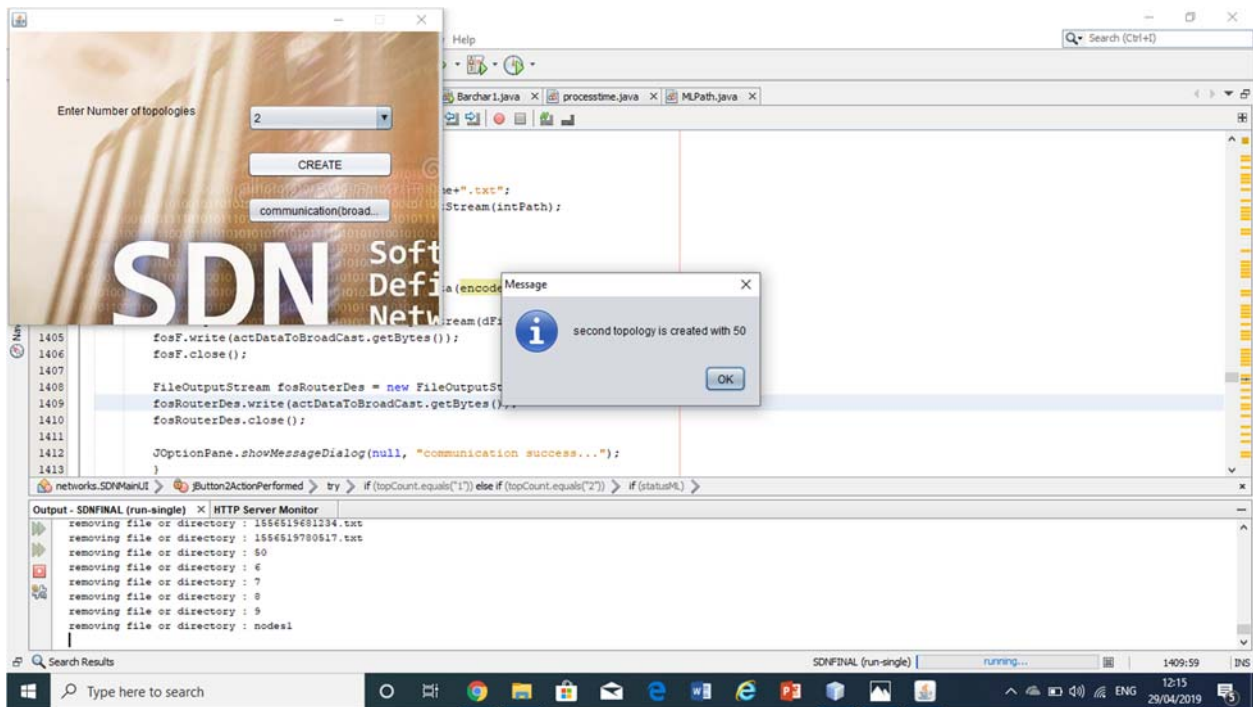 Help
Search (Ctrl+I)
Enter Number of topologies
2
CREATE
communication(broad...
SDN
Soft
Defi
Netw
Barchar1.java
processtime.java
MLPath.java
me+".txt";
Stream(intPath);
a(encode
ream(dFi
Message
second topology is created with 50
OK
1405 fosF.write(actDataToBroadCast.getBytes());
1406 fosF.close();
1407
1408 FileOutputStream fosRouterDes = new FileOutputSt
1409 fosRouterDes.write(actDataToBroadCast.getBytes());
1410 fosRouterDes.close();
1411
1412 JOptionPane.showMessageDialog(null, "communication success...");
1413 }
networks.SDNMainUI jButton2ActionPerformed try if (topCount.equals("1")) else if (topCount.equals("2")) if (statusML)
Output - SDNFINAL (run-single) HTTP Server Monitor
removing file or directory : 1556519681234.txt
removing file or directory : 1556519780517.txt
removing file or directory : 50
removing file or directory : 6
removing file or directory : 7
removing file or directory : 8
removing file or directory : 9
removing file or directory : nodes1
Search Results
SDNFINAL (run-single)
running...
1409:59
INS
Type here to search
ENG
12:15
29/04/2019